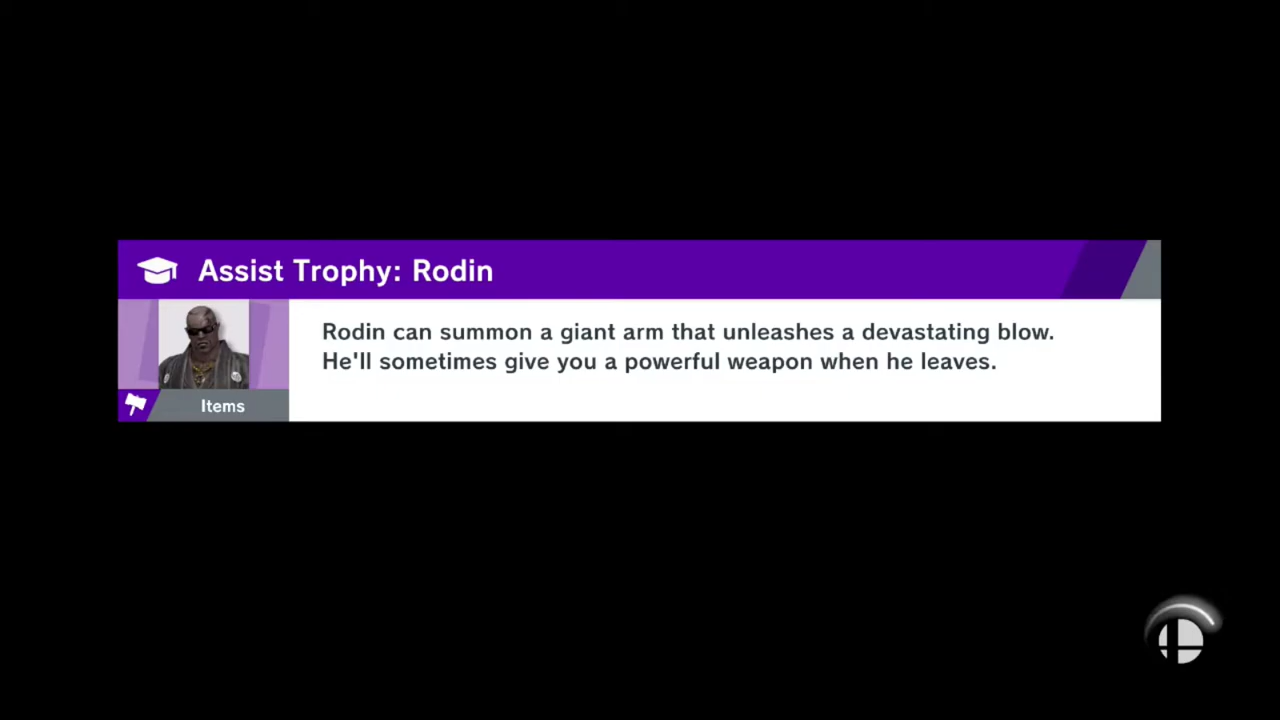 Assist Trophy: Rodin
Rodin can summon a giant arm that unleashes a devastating blow.
He'll sometimes give you a powerful weapon when he leaves.
Items